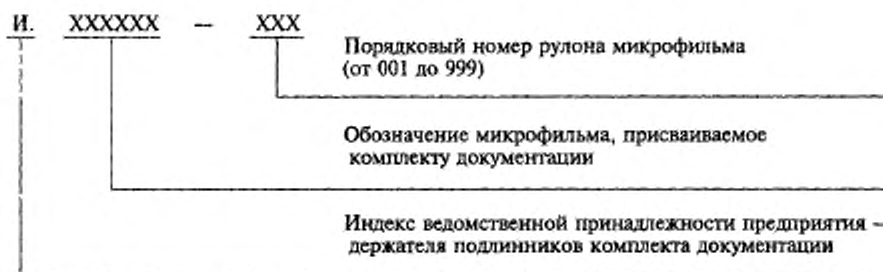 И. XXXXXX – XXX
Порядковый номер рулона микрофильма
(от 001 до 999)
Обозначение микрофильма, присваиваемое
комплекту документации
Индекс ведомственной принадлежности предприятия –
держателя подлинников комплекта документации